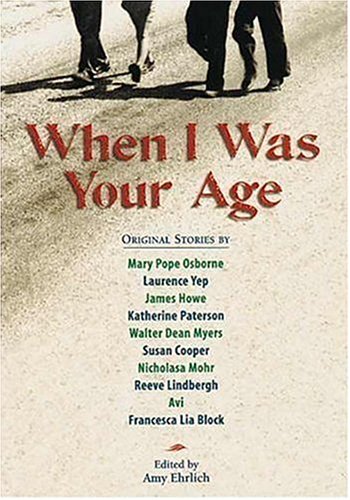 When I Was
Your Age
ORIGINAL STORIES BY
Mary Pope Osborne
Laurence Yep
James Howe
Katherine Paterson
Walter Dean Myers
Susan Cooper
Nicholasa Mohr
Reeve Lindbergh
Avi
Francesca Lia Block
Edited by
Amy Ehrlich